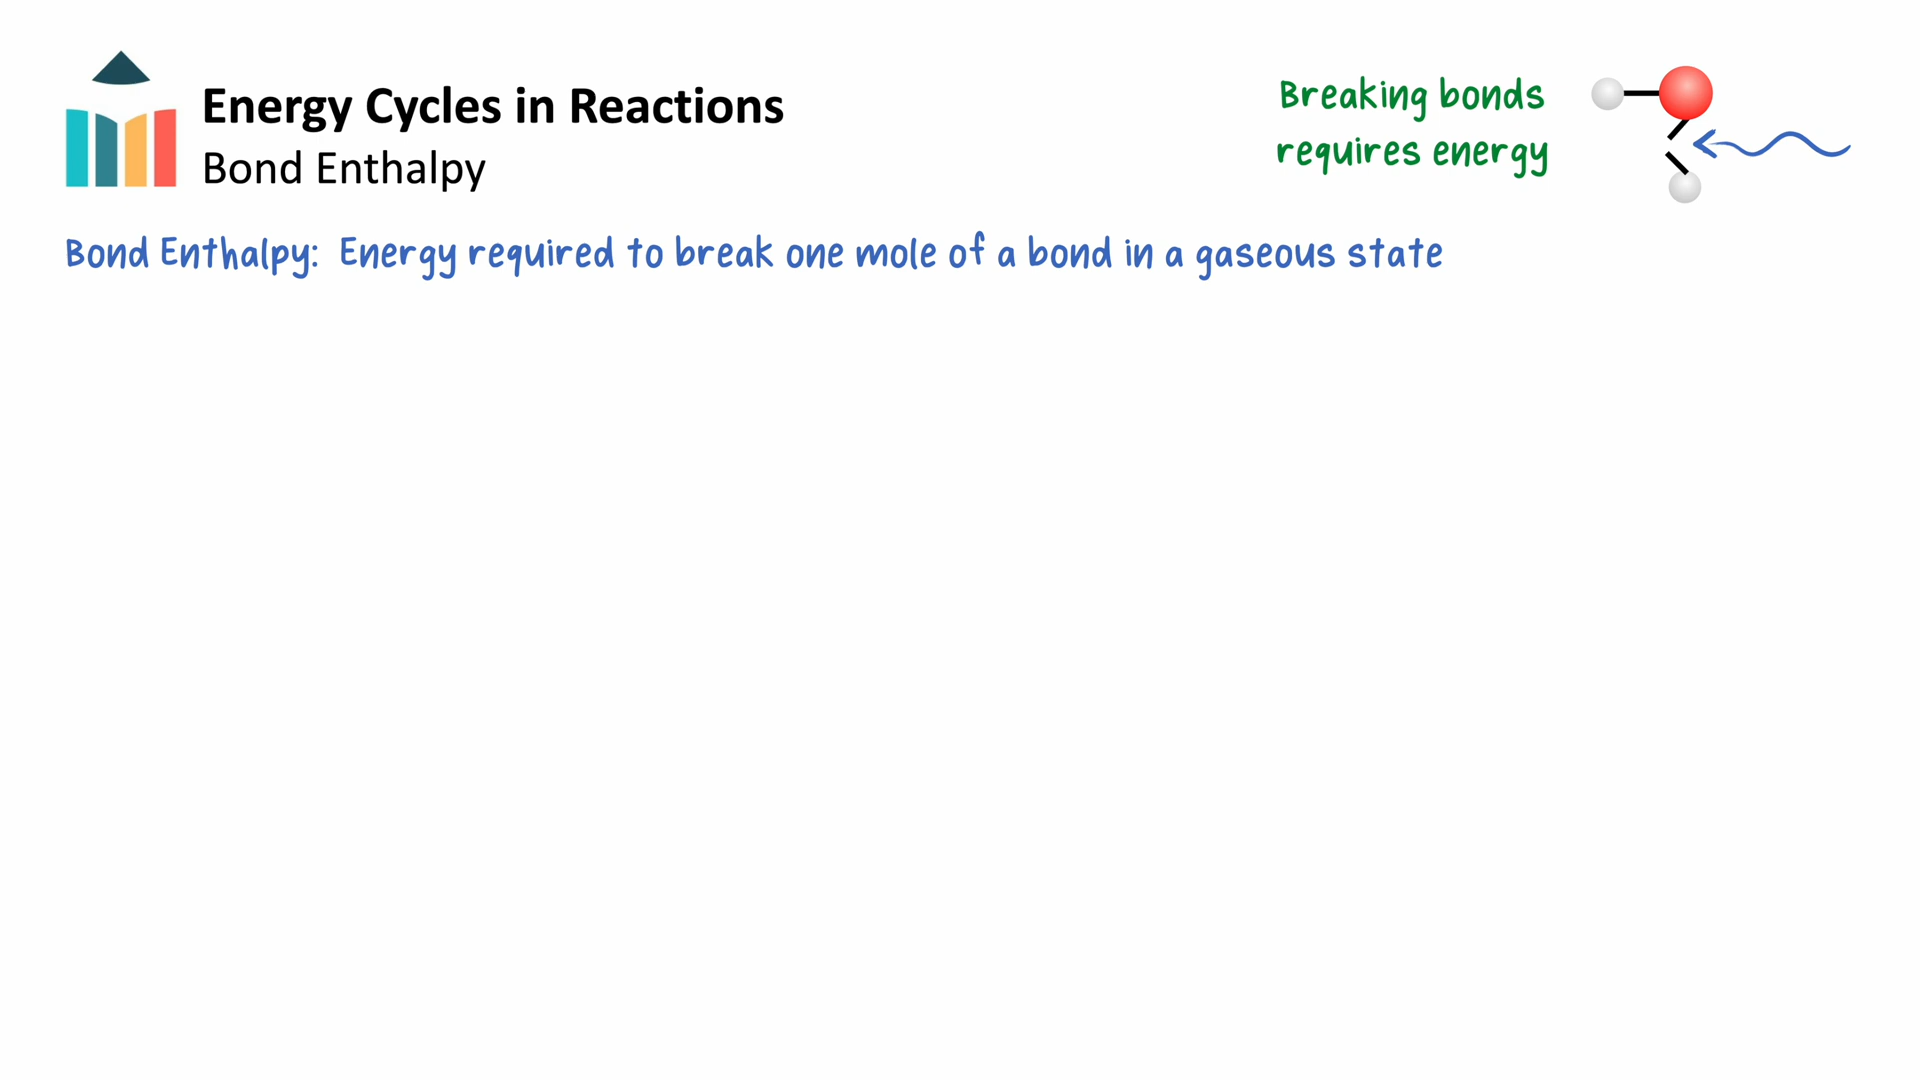 Energy Cycles in Reactions
Bond Enthalpy
Breaking bonds
requires energy
Bond Enthalpy: Energy required to break one mole of a bond in a gaseous state